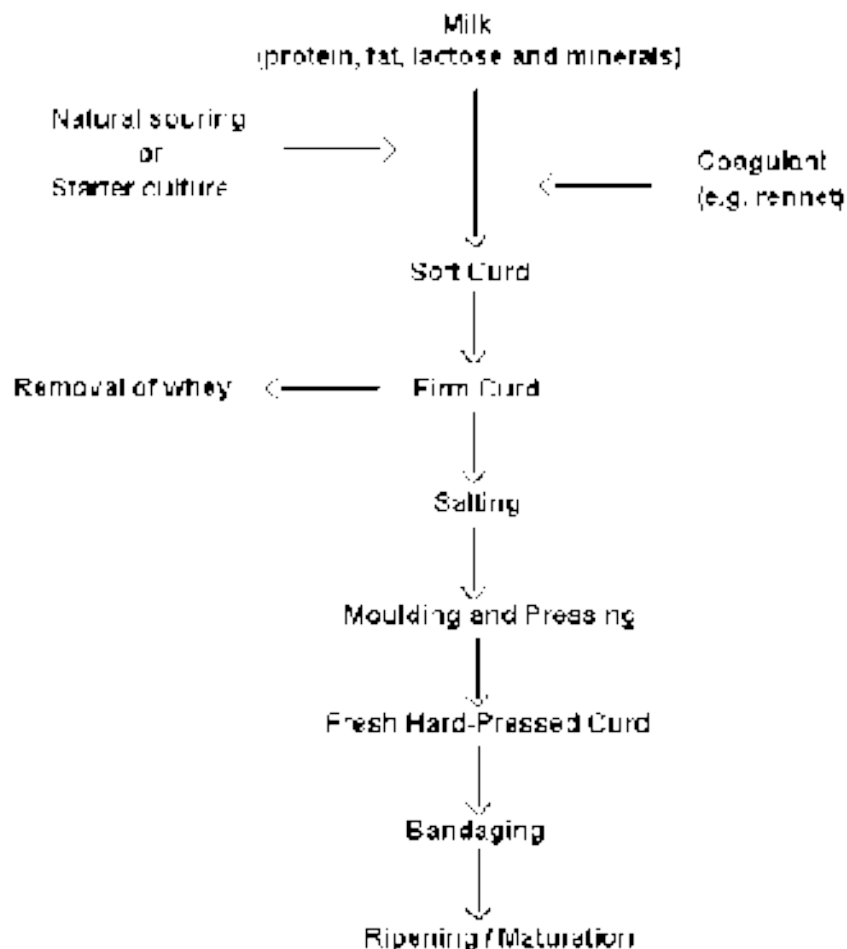 Milk
(protein, fat, lactose and minerals)
Natural souring
or
Starter culture
Coagulant
(e.g. rennet)
Soft Curd
Removal of whey
Firm Curd
Salting
Moulding and Pressing
Fresh Hard-Pressed Curd
Bandaging
Ripening / Maturation